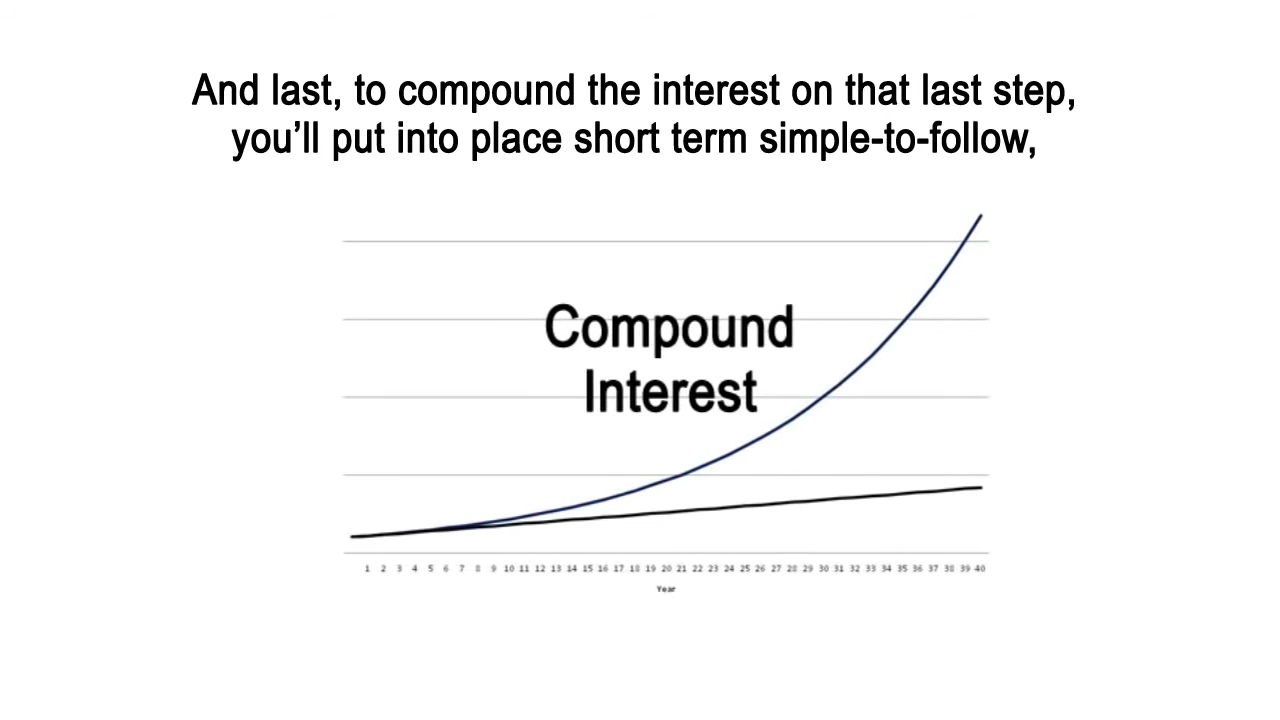 And last, to compound the interest on that last step,
you’ll put into place short term simple-to-follow,
Compound
Interest
1 2 3 4 5 6 7 8 9 10 11 12 13 14 15 16 17 18 19 20 21 22 23 24 25 26 27 28 29 30 31 32 33 34 35 36 37 38 39 40
Year